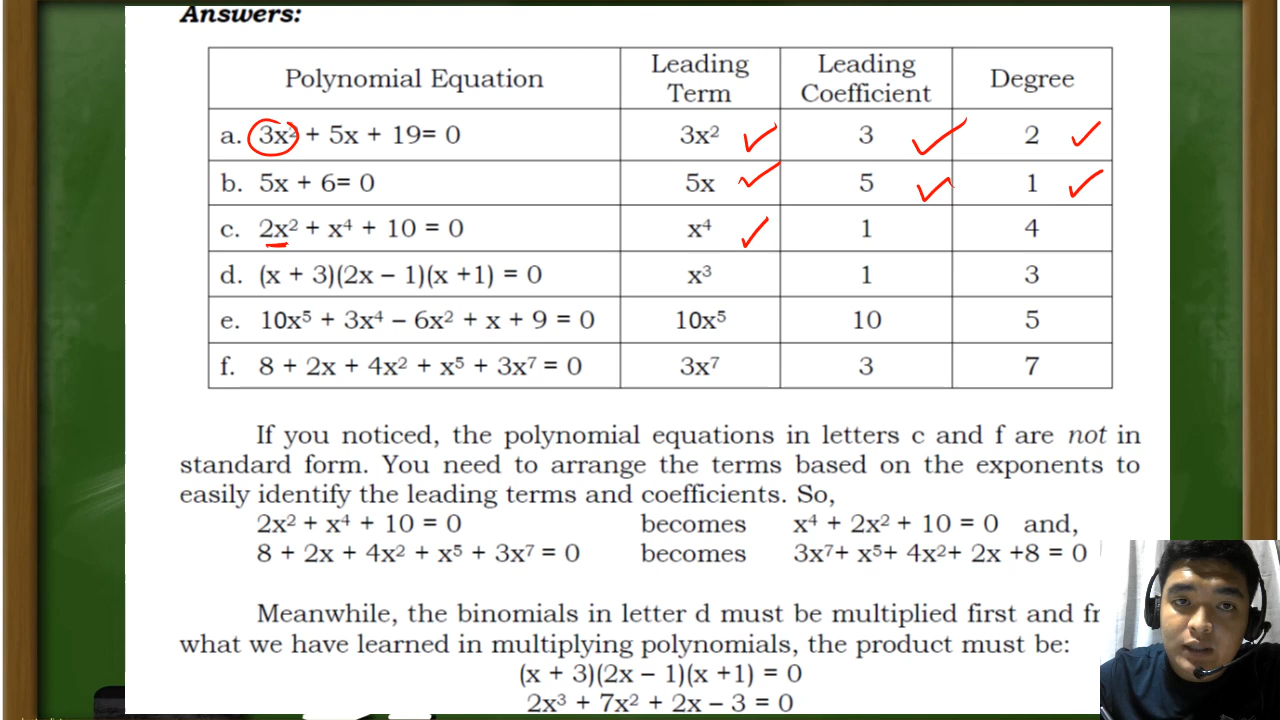 Answers:
Polynomial Equation Leading Term Leading Coefficient Degree
a. 3x² + 5x + 19= 0 3x² 3 2
b. 5x + 6= 0 5x 5 1
c. 2x² + x⁴ + 10 = 0 x⁴ 1 4
d. (x + 3)(2x − 1)(x +1) = 0 x³ 1 3
e. 10x⁵ + 3x⁴ − 6x² + x + 9 = 0 10x⁵ 10 5
f. 8 + 2x + 4x² + x⁵ + 3x⁷ = 0 3x⁷ 3 7
If you noticed, the polynomial equations in letters c and f are not in
standard form. You need to arrange the terms based on the exponents to
easily identify the leading terms and coefficients. So,
2x² + x⁴ + 10 = 0 becomes x⁴ + 2x² + 10 = 0 and,
8 + 2x + 4x² + x⁵ + 3x⁷ = 0 becomes 3x⁷+ x⁵+ 4x²+ 2x +8 = 0
Meanwhile, the binomials in letter d must be multiplied first and fr
what we have learned in multiplying polynomials, the product must be:
(x + 3)(2x − 1)(x +1) = 0
2x³ + 7x² + 2x − 3 = 0